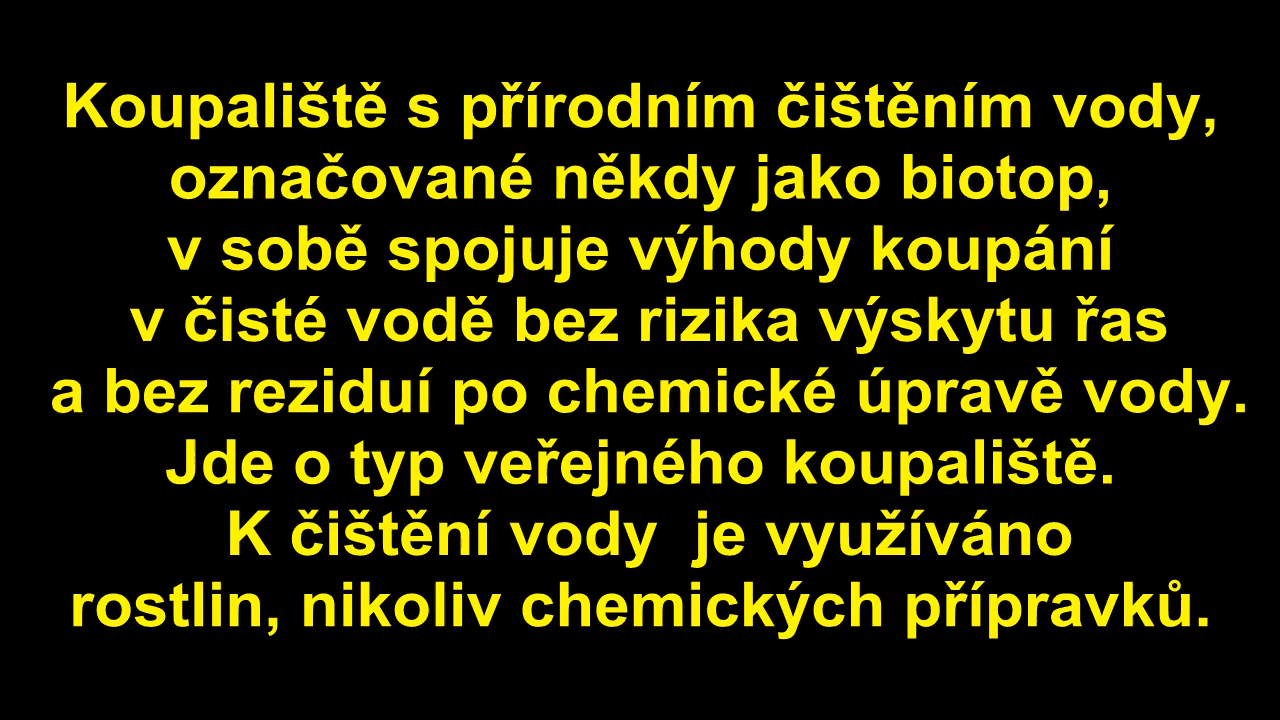 Koupaliště s přírodním čištěním vody,
označované někdy jako biotop,
v sobě spojuje výhody koupání
v čisté vodě bez rizika výskytu řas
a bez reziduí po chemické úpravě vody.
Jde o typ veřejného koupaliště.
K čištění vody  je využíváno
rostlin, nikoliv chemických přípravků.